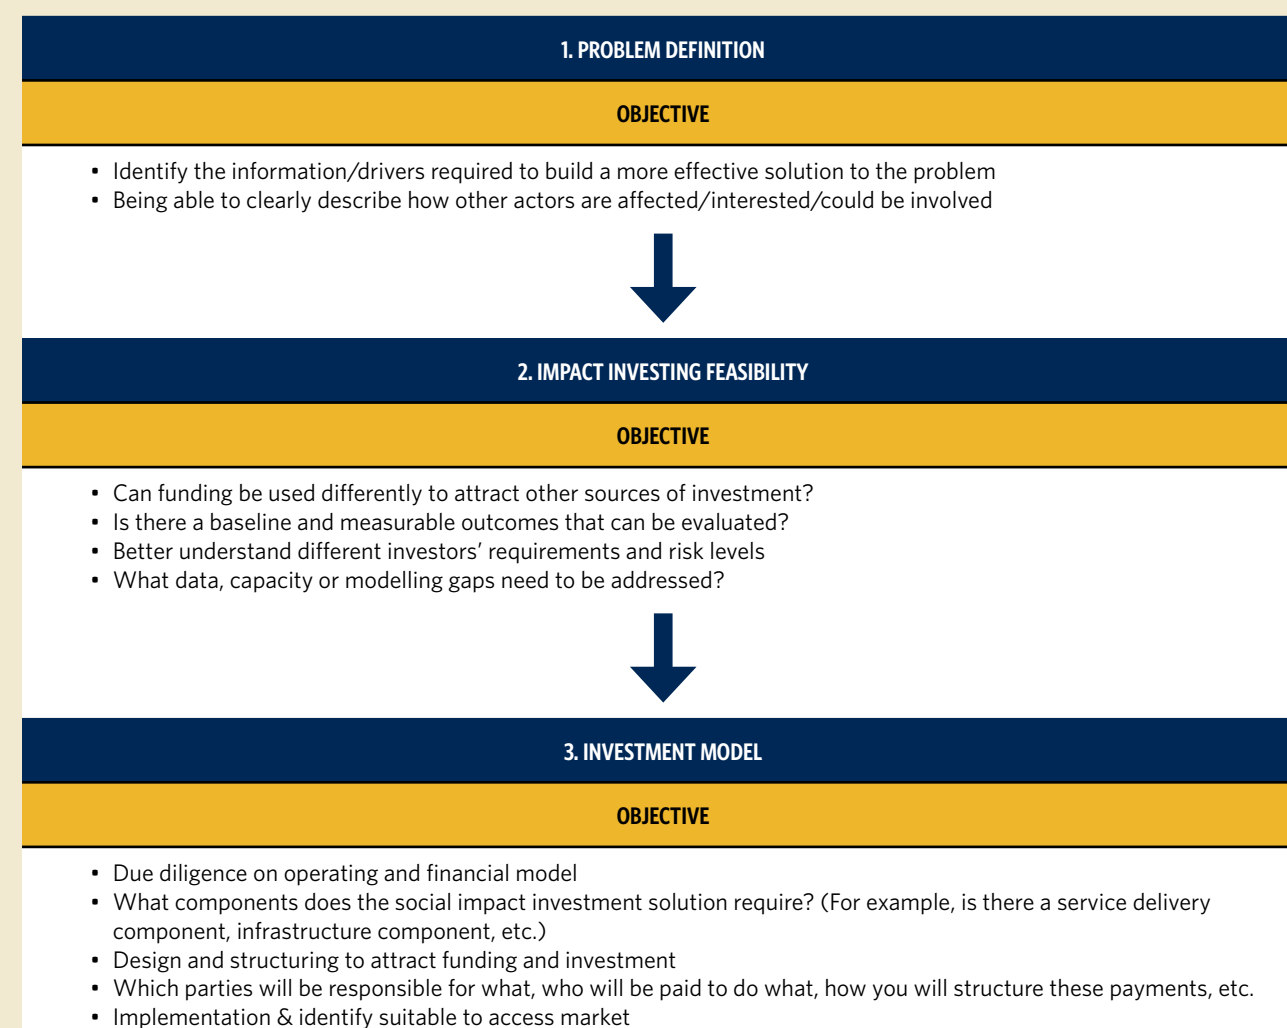 1. PROBLEM DEFINITION
OBJECTIVE
• Identify the information/drivers required to build a more effective solution to the problem
• Being able to clearly describe how other actors are affected/interested/could be involved
2. IMPACT INVESTING FEASIBILITY
OBJECTIVE
• Can funding be used differently to attract other sources of investment?
• Is there a baseline and measurable outcomes that can be evaluated?
• Better understand different investors’ requirements and risk levels
• What data, capacity or modelling gaps need to be addressed?
3. INVESTMENT MODEL
OBJECTIVE
• Due diligence on operating and financial model
• What components does the social impact investment solution require? (For example, is there a service delivery
component, infrastructure component, etc.)
• Design and structuring to attract funding and investment
• Which parties will be responsible for what, who will be paid to do what, how you will structure these payments, etc.
• Implementation & identify suitable to access market